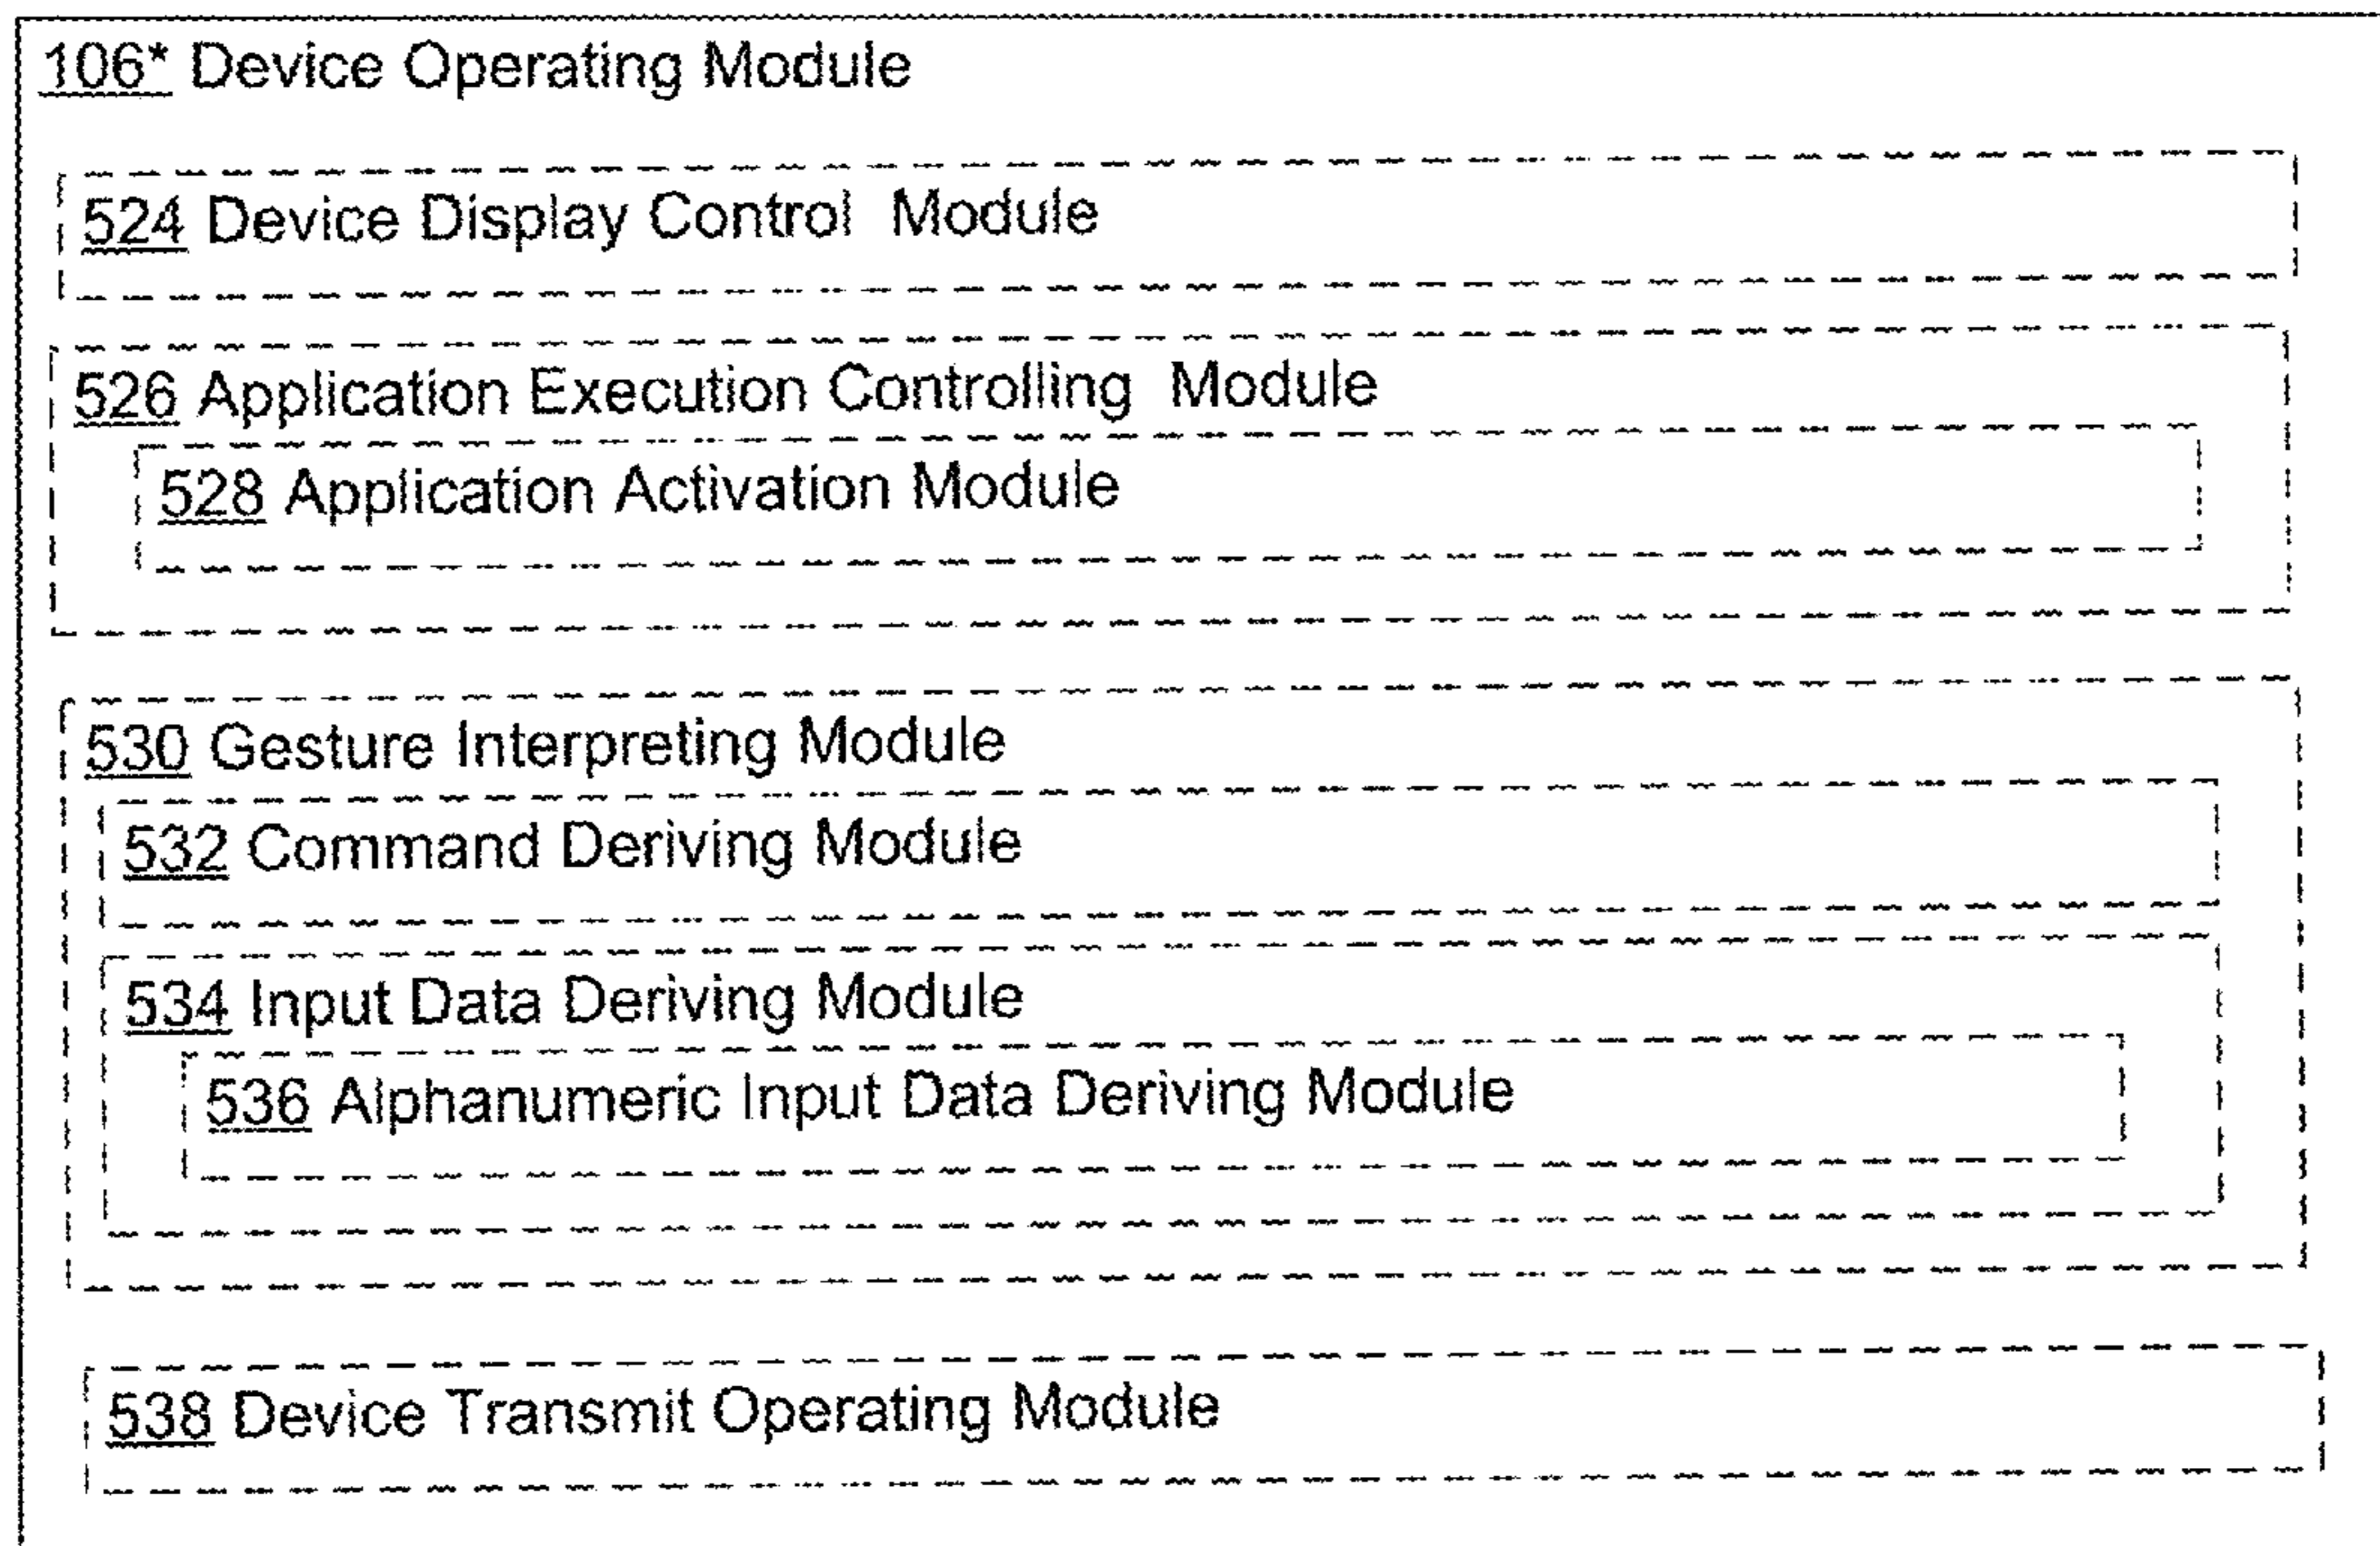 106* Device Operating Module
524 Device Display Control Module
526 Application Execution Controlling Module
528 Application Activation Module
530 Gesture Interpreting Module
532 Command Deriving Module
534 Input Data Deriving Module
536 Alphanumeric Input Data Deriving Module
538 Device Transmit Operating Module